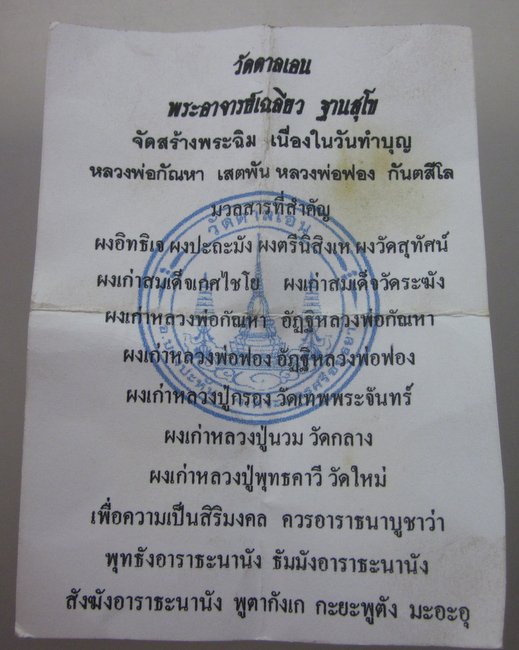 วัดตาลเอน
พระอาจารย์เฉลียว ฐานสุโข
จัดสร้างพระฉิม เนื่องในวันทำบุญ
หลวงพ่อกัณหา เสตพัน หลวงพ่อฟอง กันตสีโล
มวลสารที่สำคัญ
วัดตาลเอน
ผงอิทธิเจ ผงปะถะมัง ผงตรีนิสิงเห ผงวัดสุทัศน์
ผงเก่าสมเด็จเกศไชโย ผงเก่าสมเด็จวัดระฆัง
ผงเก่าหลวงพ่อกัณหา อัฏฐิหลวงพ่อกัณหา
ผงเก่าหลวงพ่อฟอง อัฏฐิหลวงพ่อฟอง
ผงเก่าหลวงปู่กรอง วัดเทพพระจันทร์
ผงเก่าหลวงปู่นวม วัดกลาง
ผงเก่าหลวงปู่พุทธคาวี วัดใหม่
เพื่อความเป็นสิริมงคล ควรอาราธนาบูชาว่า
พุทธังอาราธะนานัง ธัมมังอาราธะนานัง
สังฆังอาราธะนานัง พูตากังเก กะยะพูตัง มะอะอุ